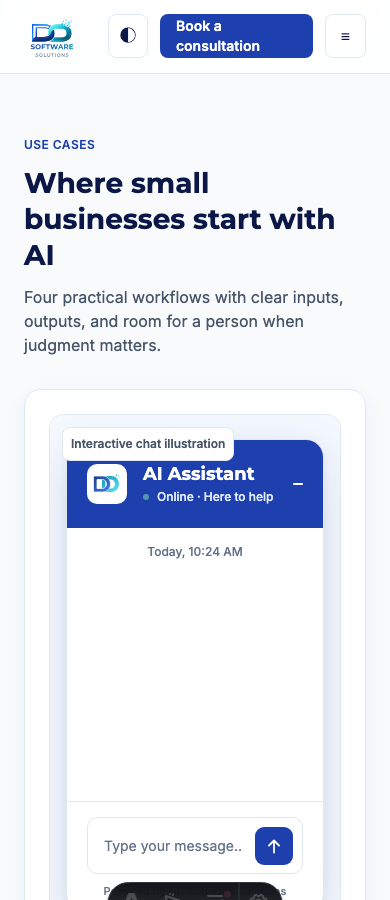 DO
SOFTWARE
SOLUTIONS
Book a
consultation
USE CASES
Where small
businesses start with
AI
Four practical workflows with clear inputs,
outputs, and room for a person when
judgment matters.
Interactive chat illustration
AI Assistant
Online · Here to help
Today, 10:24 AM
Type your message..